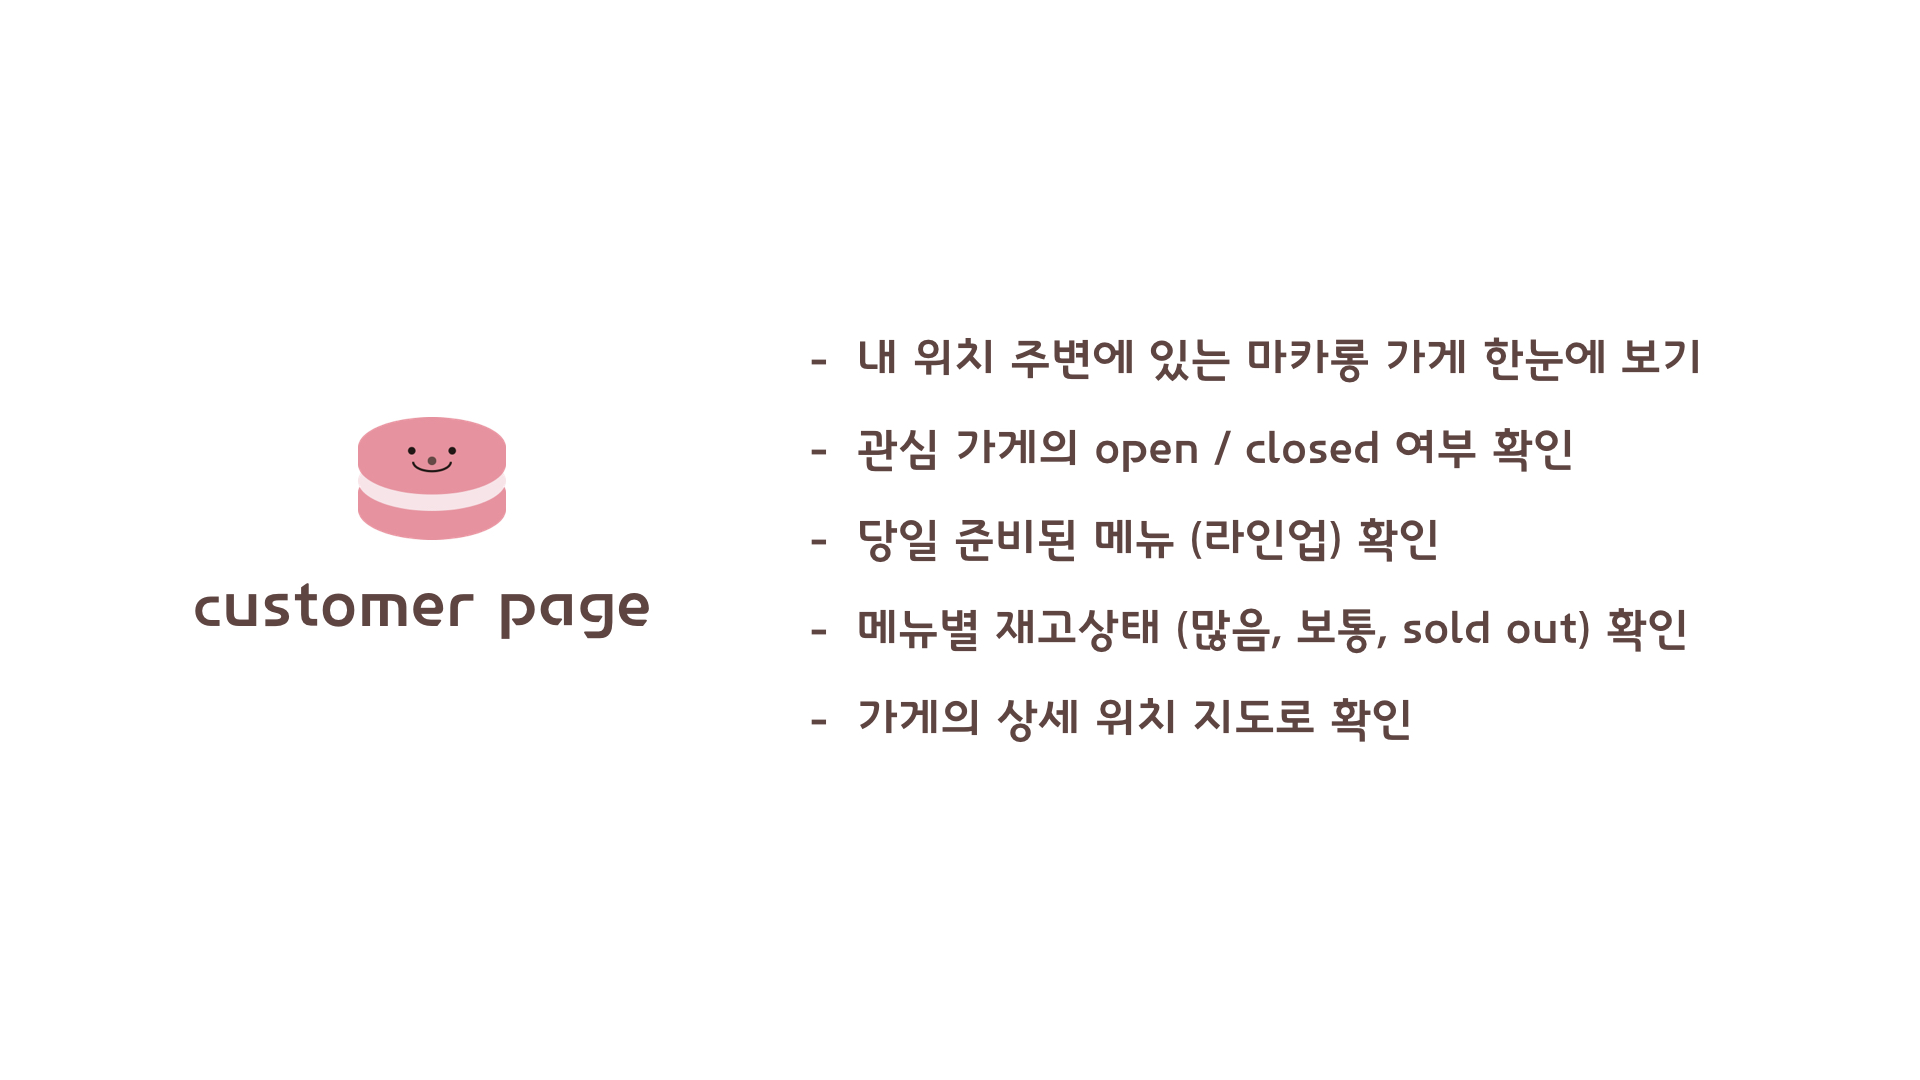 customer page
- 내 위치 주변에 있는 마카롱 가게 한눈에 보기
- 관심 가게의 open / closed 여부 확인
- 당일 준비된 메뉴 (라인업) 확인
- 메뉴별 재고상태 (많음, 보통, sold out) 확인
- 가게의 상세 위치 지도로 확인